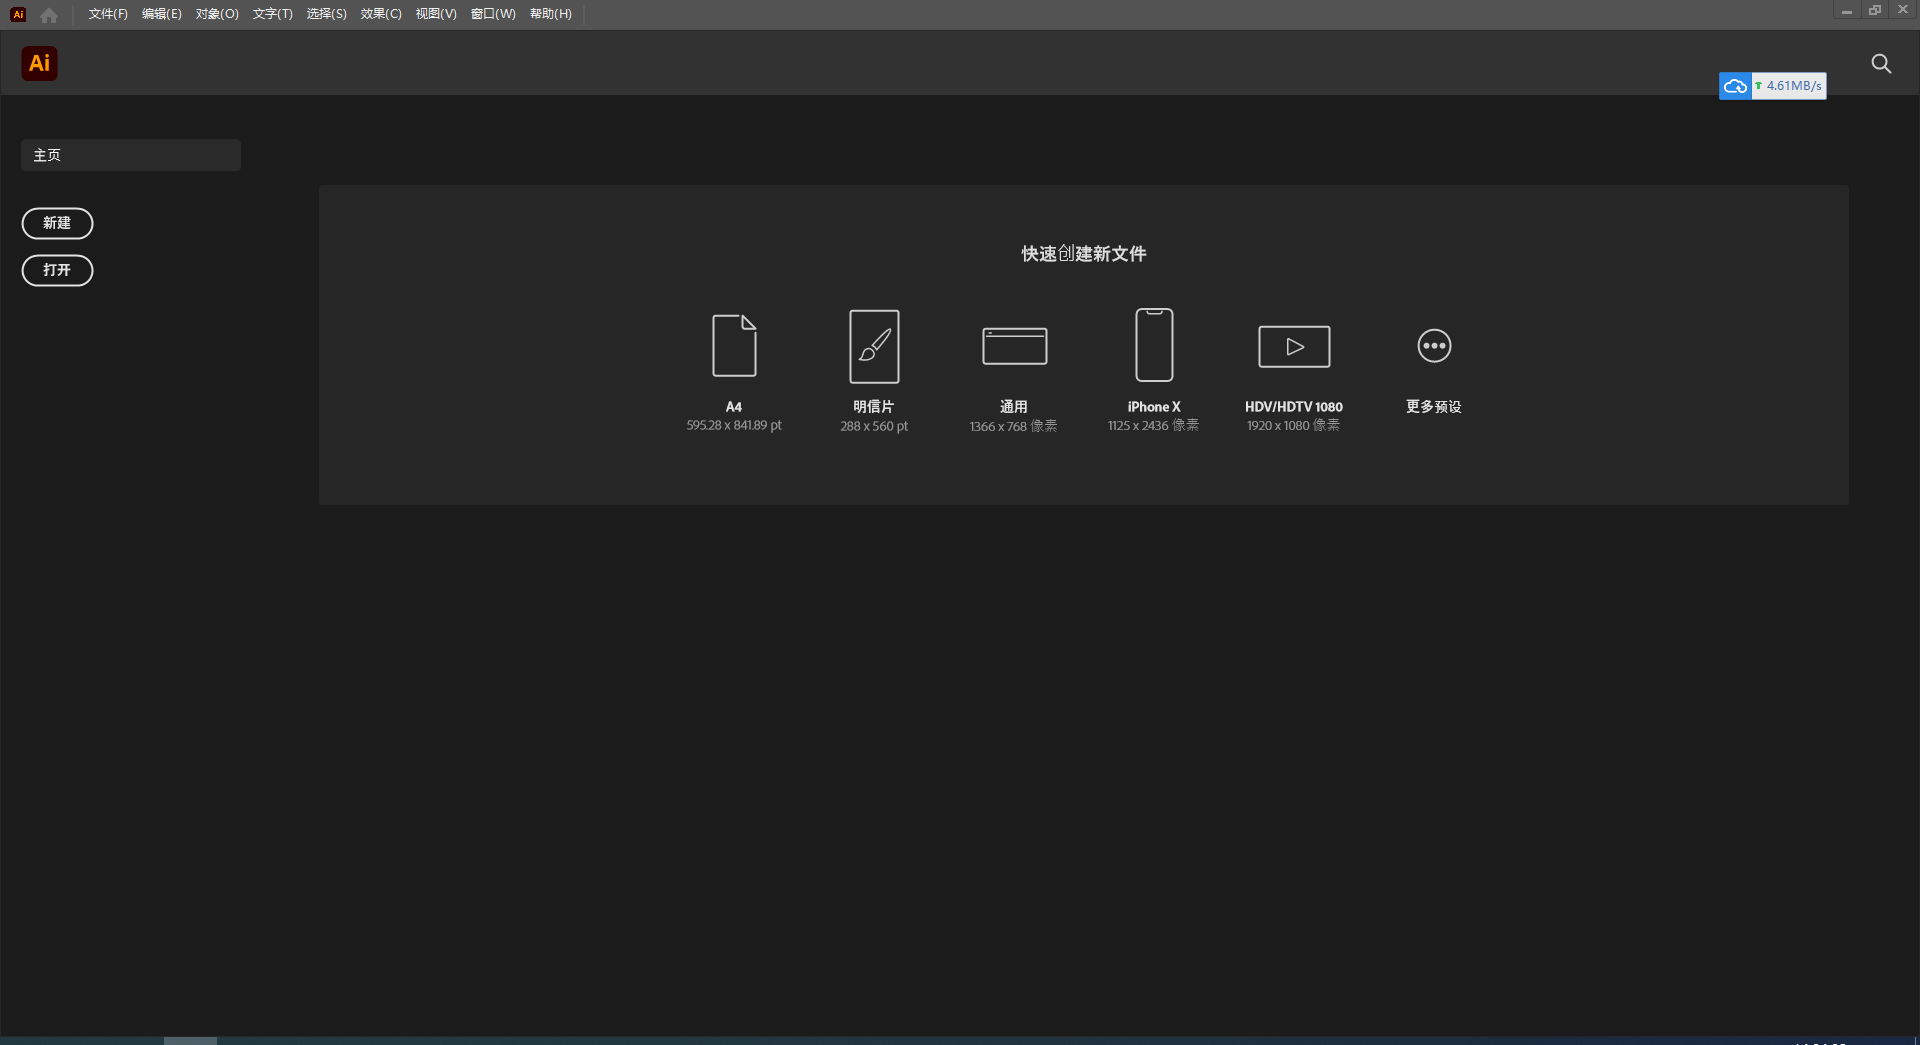 Ai 文件(F) 编辑(E) 对象(O) 文字(T) 选择(S) 效果(C) 视图(V) 窗口(W) 帮助(H)
Ai
4.61MB/s
主页
新建
打开
快速创建新文件
A4 明信片 通用 iPhone X HDV/HDTV 1080 更多预设
595.28 x 841.89 pt 288 x 560 pt 1366 x 768 像素 1125 x 2436 像素 1920 x 1080 像素